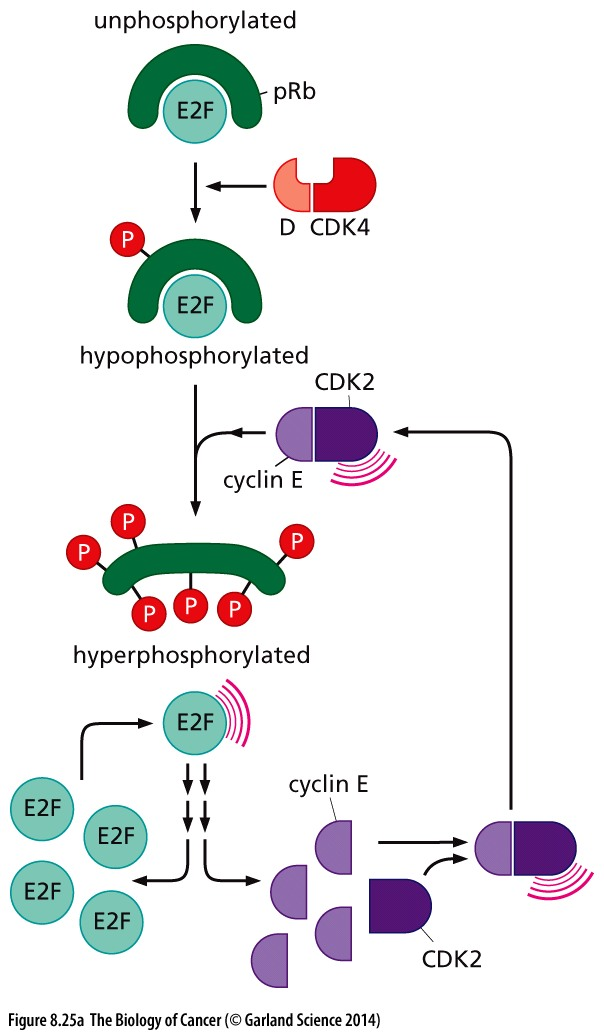 unphosphorylated
pRb
E2F
D CDK4
P
E2F
hypophosphorylated
CDK2
cyclin E
P
P
P
P
P
P
hyperphosphorylated
E2F
cyclin E
E2F
E2F
E2F
E2F
CDK2
Figure 8.25a The Biology of Cancer (© Garland Science 2014)